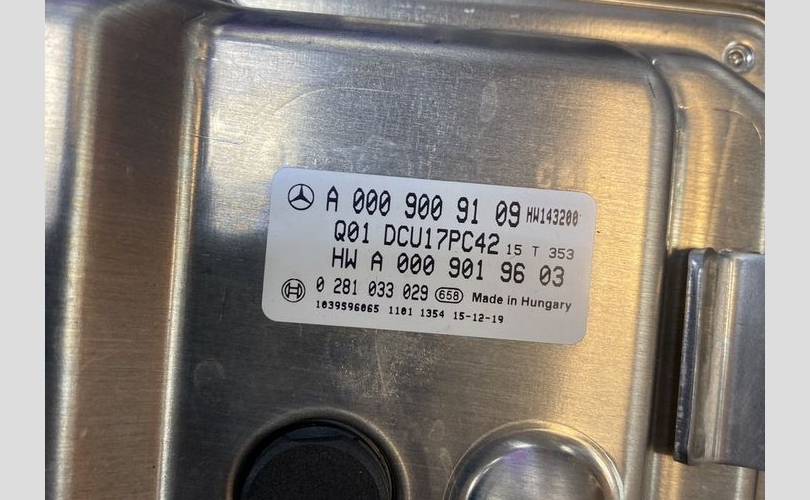 A 000 900 91 09 HW143200
Q01 DCU17PC42 15 T 353
HW A 000 901 96 03
0 281 033 029 658 Made in Hungary
1039S96065 1101 1354 15-12-19